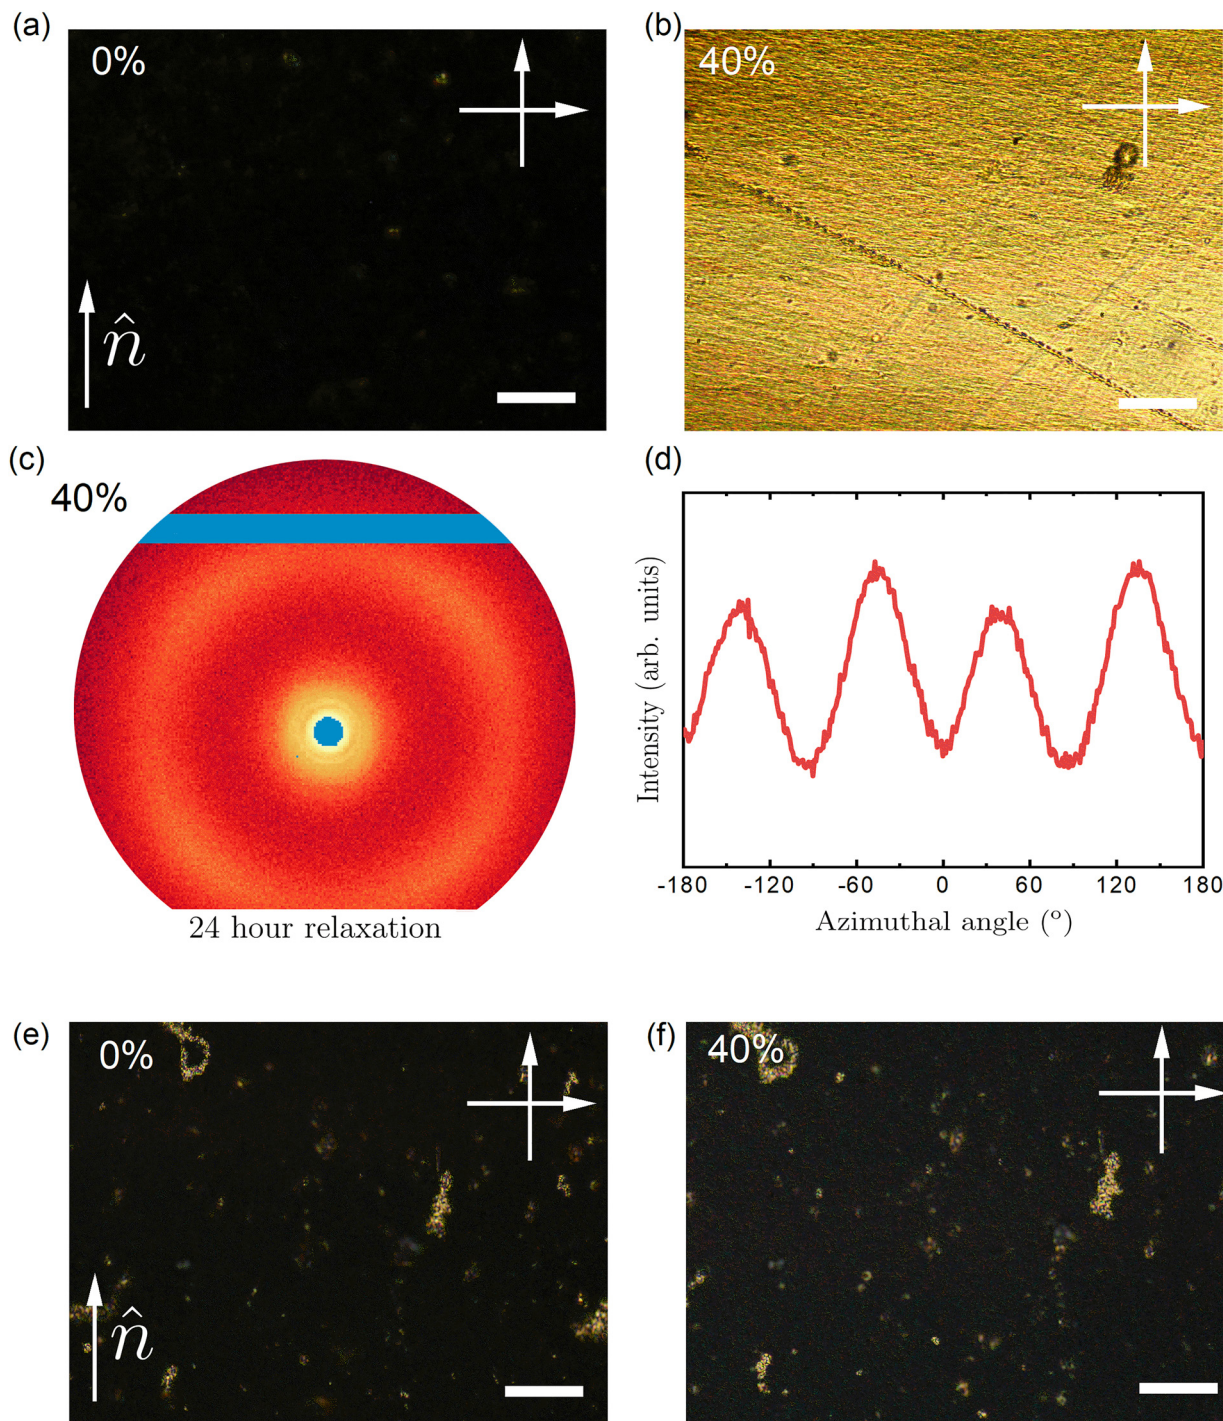 (a)
0%
n̂
(b)
40%
(c)
40%
24 hour relaxation
(d)
Intensity (arb. units)
-180 -120 -60 0 60 120 180
Azimuthal angle (°)
(e)
0%
n̂
(f)
40%